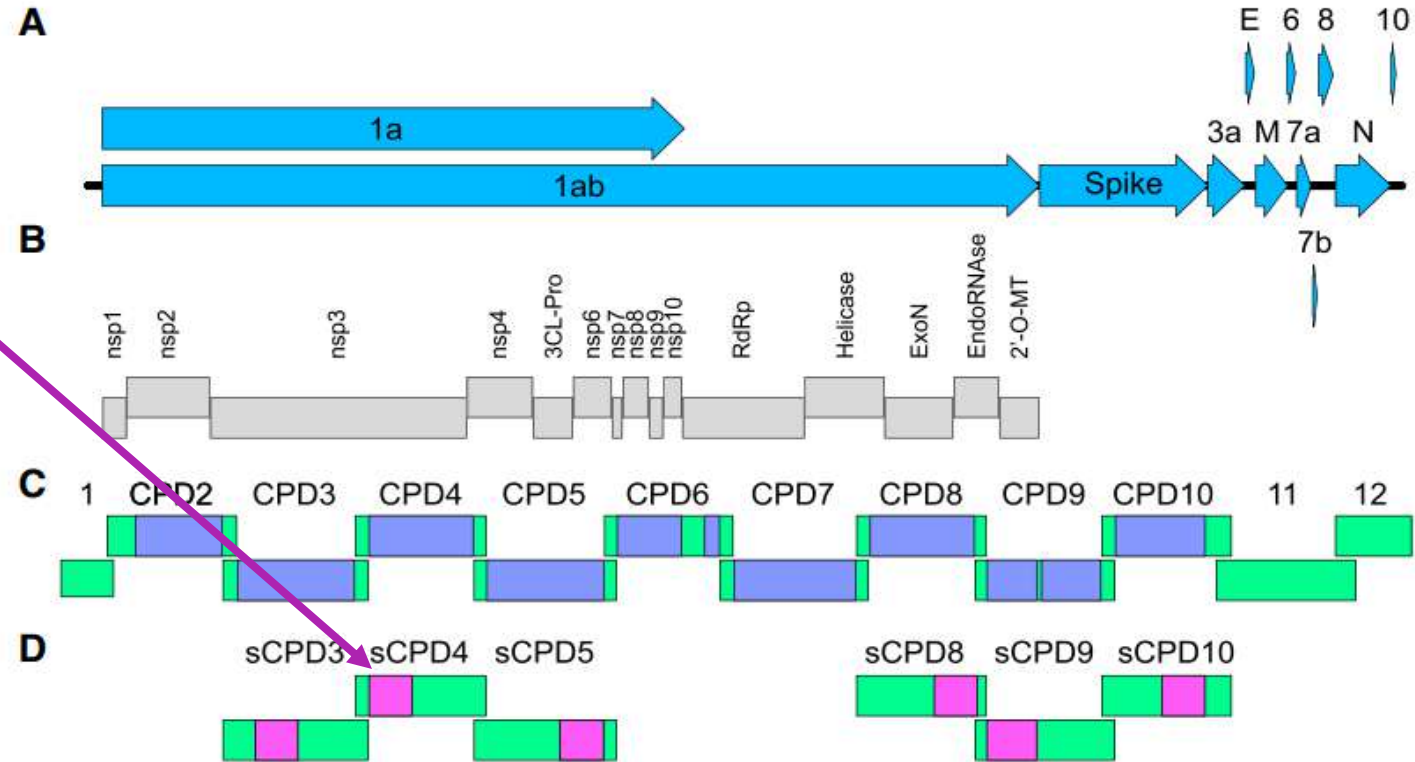 A
E 6 8 10
1a
3a M 7a N
1ab
Spike
B
7b
nsp1
nsp2
nsp3
nsp4
3CL-Pro
nsp6
nsp7
nsp8
nsp9
nsp10
RdRp
Helicase
ExoN
EndoRNAse
2'-O-MT
C
1 CPD2 CPD3 CPD4 CPD5 CPD6 CPD7 CPD8 CPD9 CPD10 11 12
D
sCPD3 sCPD4 sCPD5 sCPD8 sCPD9 sCPD10